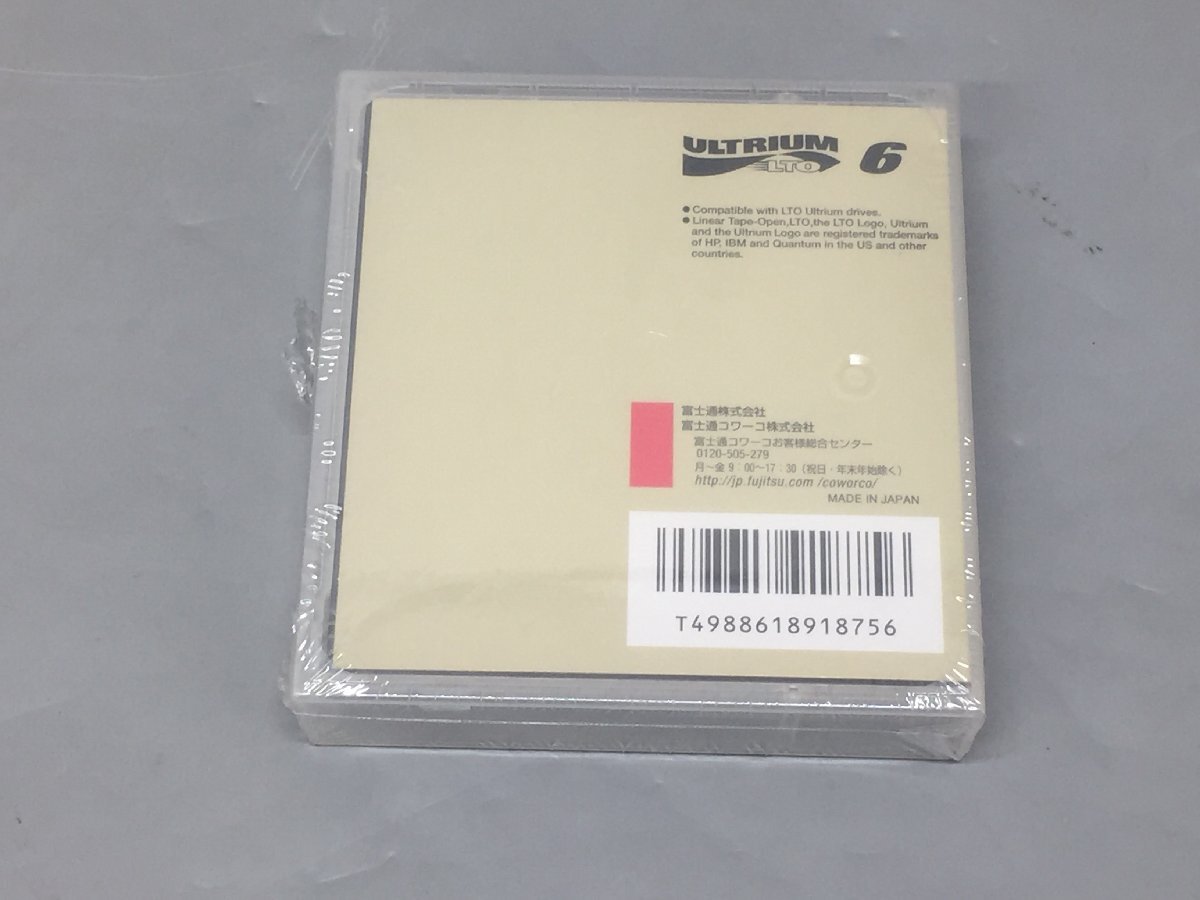 ULTRIUM
LTO
6
● Compatible with LTO Ultrium drives.
● Linear Tape-Open,LTO,the LTO Logo, Ultrium
and the Ultrium Logo are registered trademarks
of HP, IBM and Quantum in the US and other
countries.
富士通株式会社
富士通コワーコ株式会社
富士通コワーコお客様総合センター
0120-505-279
月～金 9：00～17：30（祝日・年末年始除く）
http://jp.fujitsu.com /coworco/
MADE IN JAPAN
T4988618918756